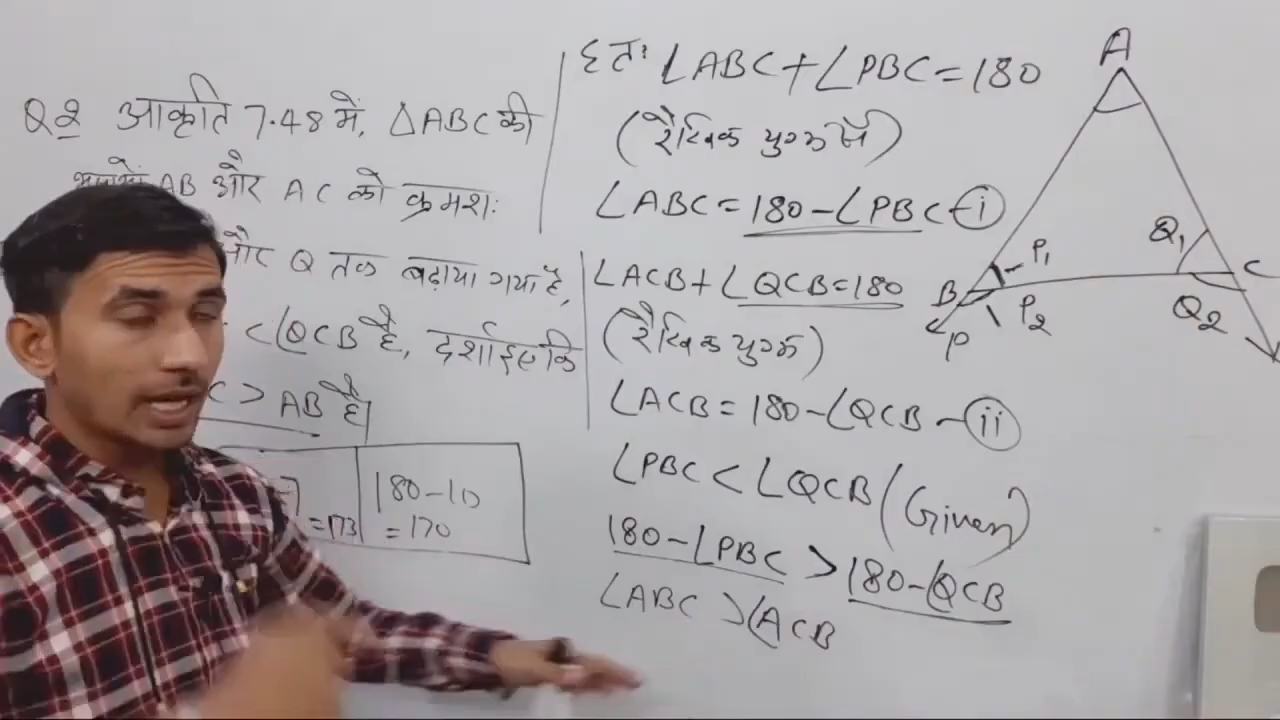 Q2 आकृति 7.48 में, △ABC की
AB और AC को क्रमशः
और Q तक बढ़ाया गया है,
<∠QCB है, दर्शाइए कि
C > AB है
=173
180-10
=170
हल: ∠ABC+∠PBC=180
(रैखिक युग्म से)
∠ABC=180-∠PBC-(i)
∠ACB+∠QCB=180
(रैखिक युग्म)
∠ACB=180-∠QCB-(ii)
∠PBC<∠QCB (Given)
180-∠PBC>180-∠QCB
∠ABC>∠ACB
A
Q1
P1
C
B
P2
Q2
P